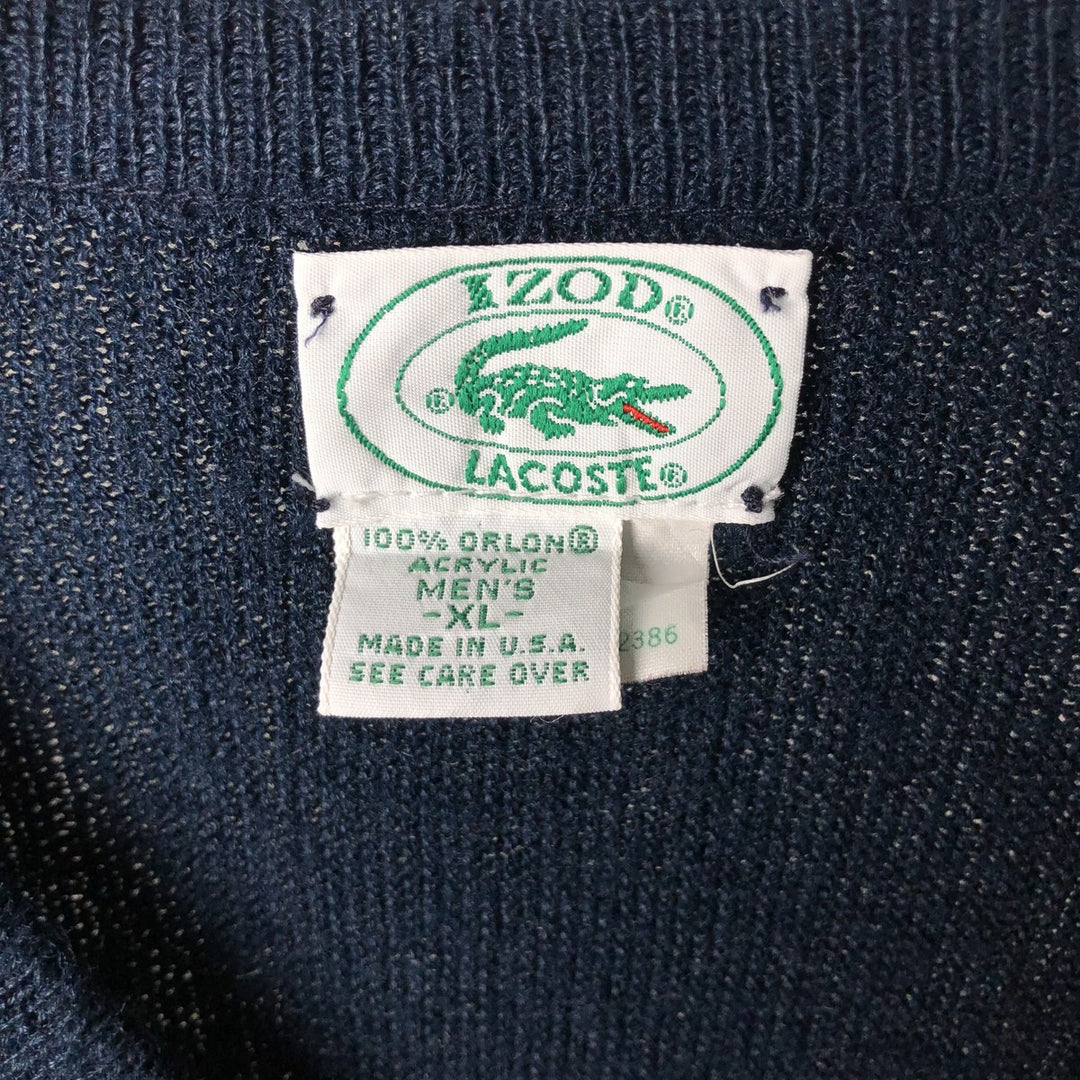 IZOD®
®
LACOSTE®
100% ORLON®
ACRYLIC
MEN'S
-XL-
MADE IN U.S.A.
SEE CARE OVER
2386